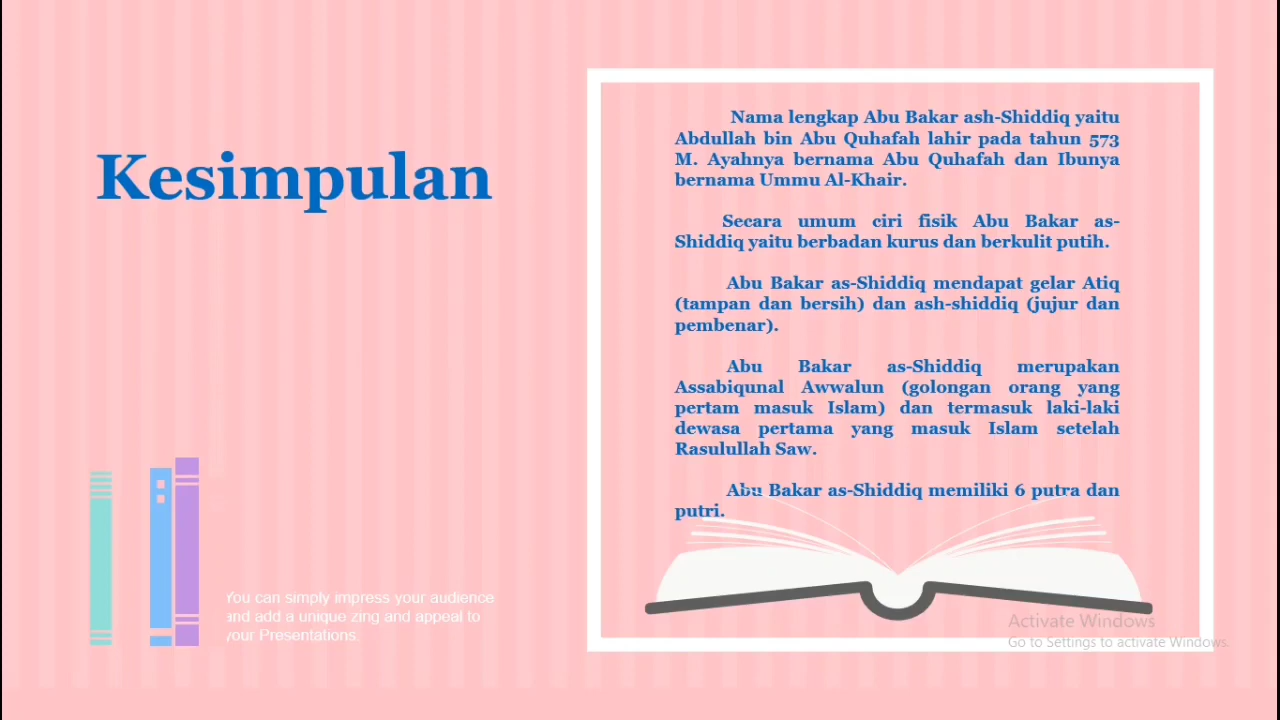 Kesimpulan
Nama lengkap Abu Bakar ash-Shiddiq yaitu
Abdullah bin Abu Quhafah lahir pada tahun 573
M. Ayahnya bernama Abu Quhafah dan Ibunya
bernama Ummu Al-Khair.
Secara umum ciri fisik Abu Bakar as-
Shiddiq yaitu berbadan kurus dan berkulit putih.
Abu Bakar as-Shiddiq mendapat gelar Atiq
(tampan dan bersih) dan ash-shiddiq (jujur dan
pembenar).
Abu Bakar as-Shiddiq merupakan
Assabiqunal Awwalun (golongan orang yang
pertam masuk Islam) dan termasuk laki-laki
dewasa pertama yang masuk Islam setelah
Rasulullah Saw.
Abu Bakar as-Shiddiq memiliki 6 putra dan
putri.
You can simply impress your audience
and add a unique zing and appeal to
your Presentations.
Activate Windows
Go to Settings to activate Windows.